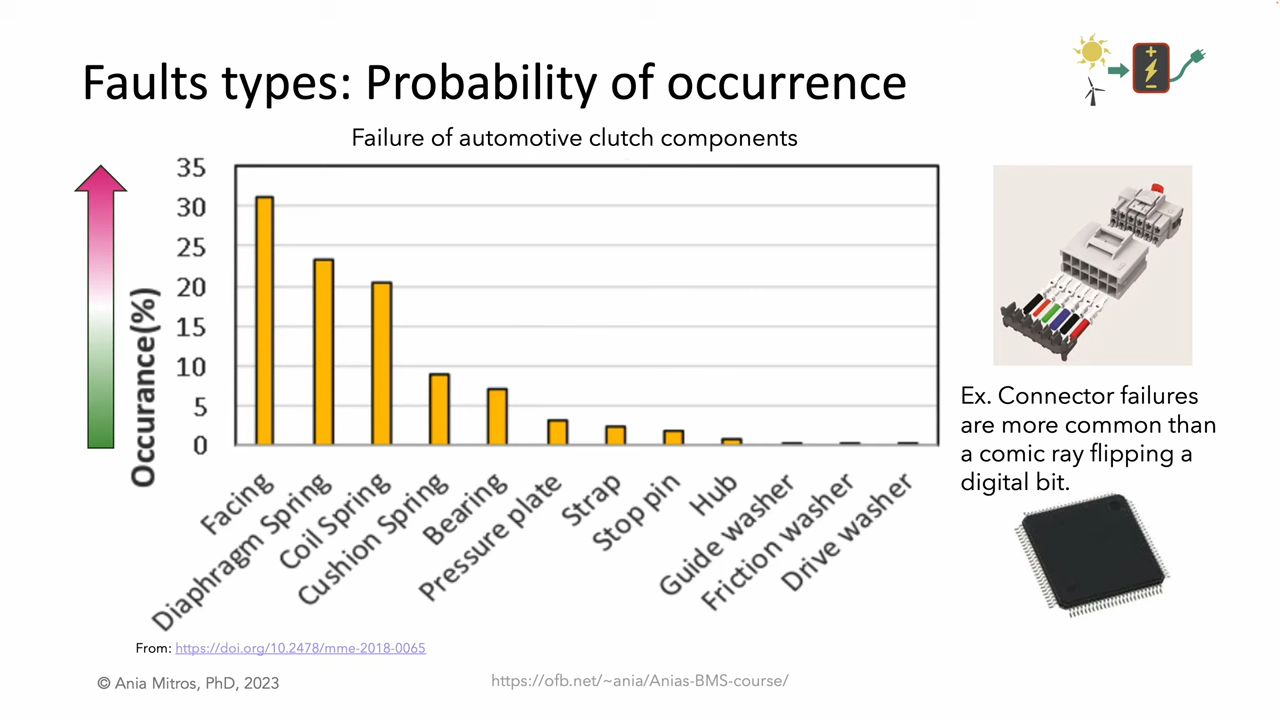 Faults types: Probability of occurrence
Failure of automotive clutch components
35
30
25
20
15
10
5
0
Occurance(%)
Facing
Diaphragm Spring
Coil Spring
Cushion Spring
Bearing
Pressure plate
Strap
Stop pin
Hub
Guide washer
Friction washer
Drive washer
Ex. Connector failures
are more common than
a comic ray flipping a
digital bit.
From: https://doi.org/10.2478/mme-2018-0065
© Ania Mitros, PhD, 2023
https://ofb.net/~ania/Anias-BMS-course/